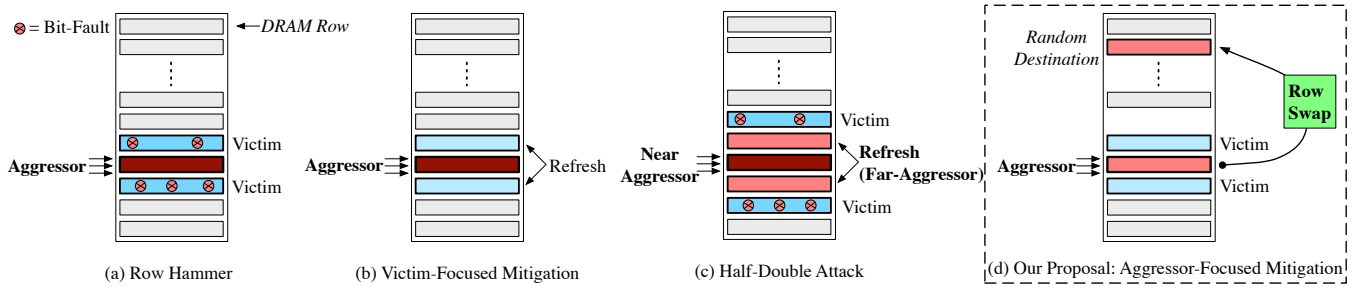 = Bit-Fault
DRAM Row
Victim
Aggressor
Victim
(a) Row Hammer
Aggressor
Refresh
(b) Victim-Focused Mitigation
Victim
Near
Aggressor
Refresh
(Far-Aggressor)
Victim
(c) Half-Double Attack
Random
Destination
Row
Swap
Victim
Aggressor
Victim
(d) Our Proposal: Aggressor-Focused Mitigation